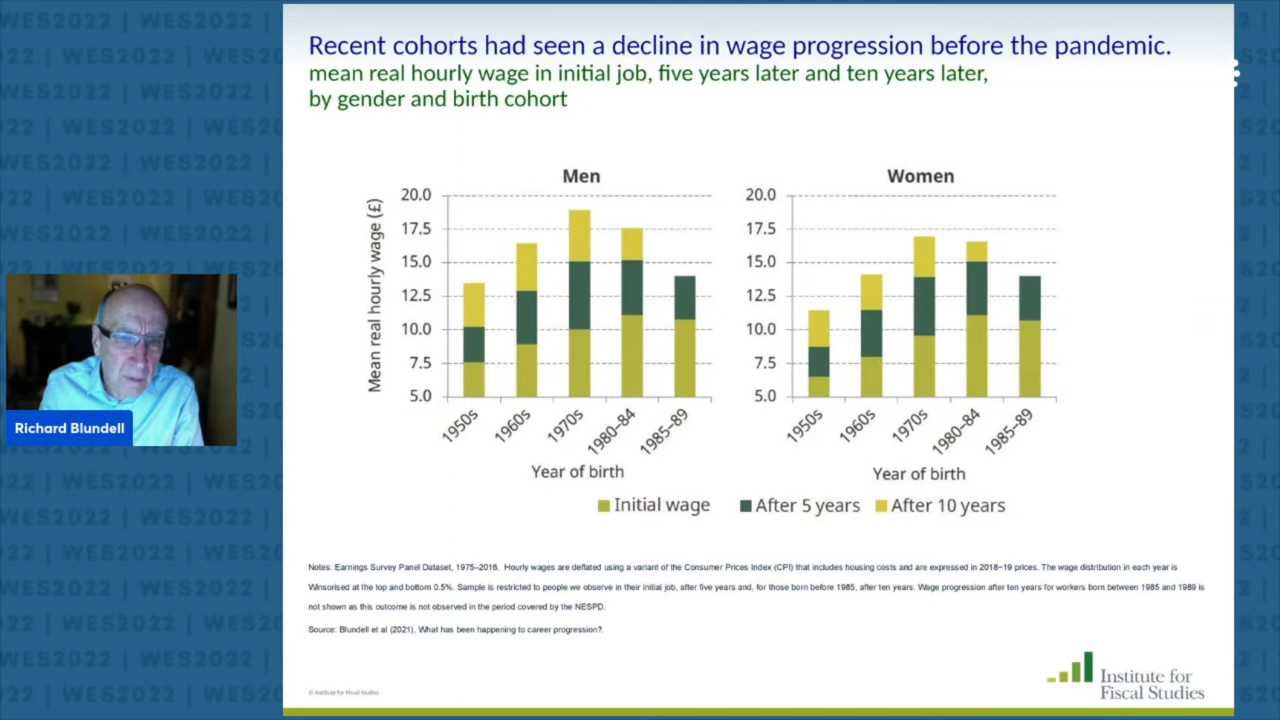 WES2022 | WES2022 | WES2022
Recent cohorts had seen a decline in wage progression before the pandemic.
mean real hourly wage in initial job, five years later and ten years later,
by gender and birth cohort
Men
Mean real hourly wage (£)
20.0
17.5
15.0
12.5
10.0
7.5
5.0
1950s
1960s
1970s
1980–84
1985–89
Year of birth
Women
20.0
17.5
15.0
12.5
10.0
7.5
5.0
1950s
1960s
1970s
1980–84
1985–89
Year of birth
Initial wage After 5 years After 10 years
Richard Blundell
Notes: Earnings Survey Panel Dataset, 1975–2016. Hourly wages are deflated using a variant of the Consumer Prices Index (CPI) that includes housing costs and are expressed in 2018–19 prices. The wage distribution in each year is
Winsorised at the top and bottom 0.5%. Sample is restricted to people we observe in their initial job, after five years and, for those born before 1985, after ten years. Wage progression after ten years for workers born between 1985 and 1989 is
not shown as this outcome is not observed in the period covered by the NESPD.
Source: Blundell et al (2021), What has been happening to career progression?.
© Institute for Fiscal Studies
Institute for
Fiscal Studies